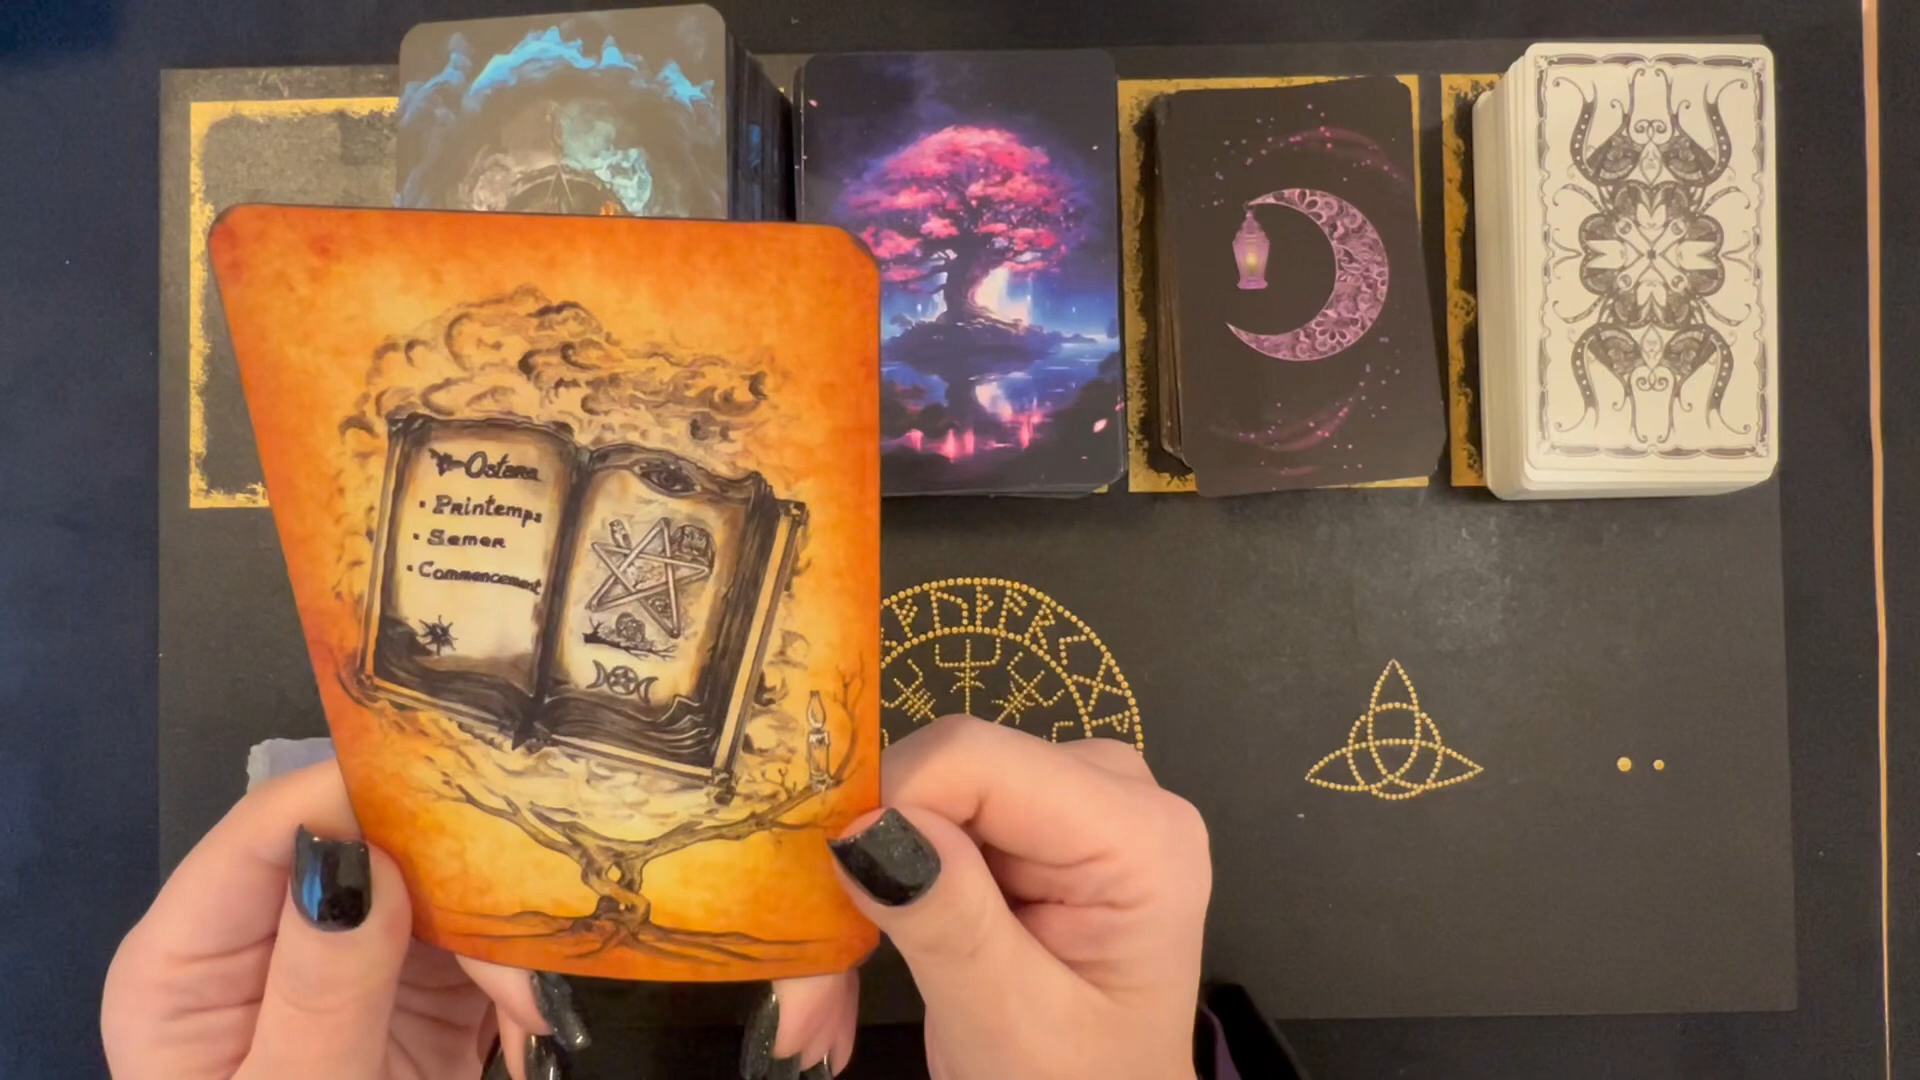 Ostara
• Printemps
• Semer
• Commencement